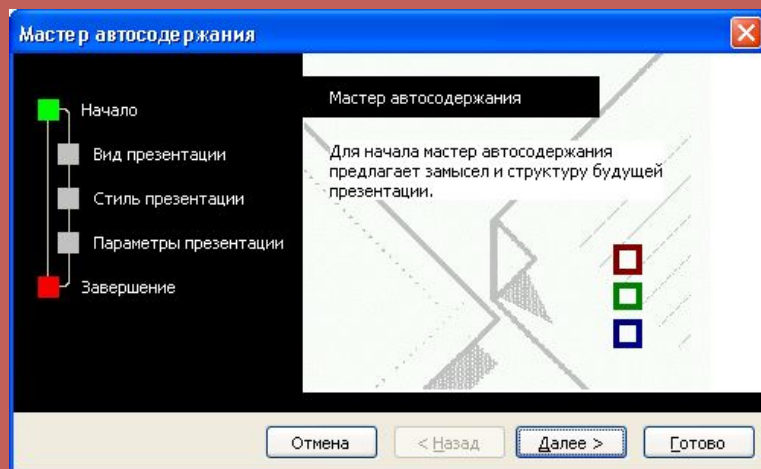 Мастер автосодержания
Начало
Вид презентации
Стиль презентации
Параметры презентации
Завершение
Мастер автосодержания
Для начала мастер автосодержания
предлагает замысел и структуру будущей
презентации.
Отмена
< Назад
Далее >
Готово